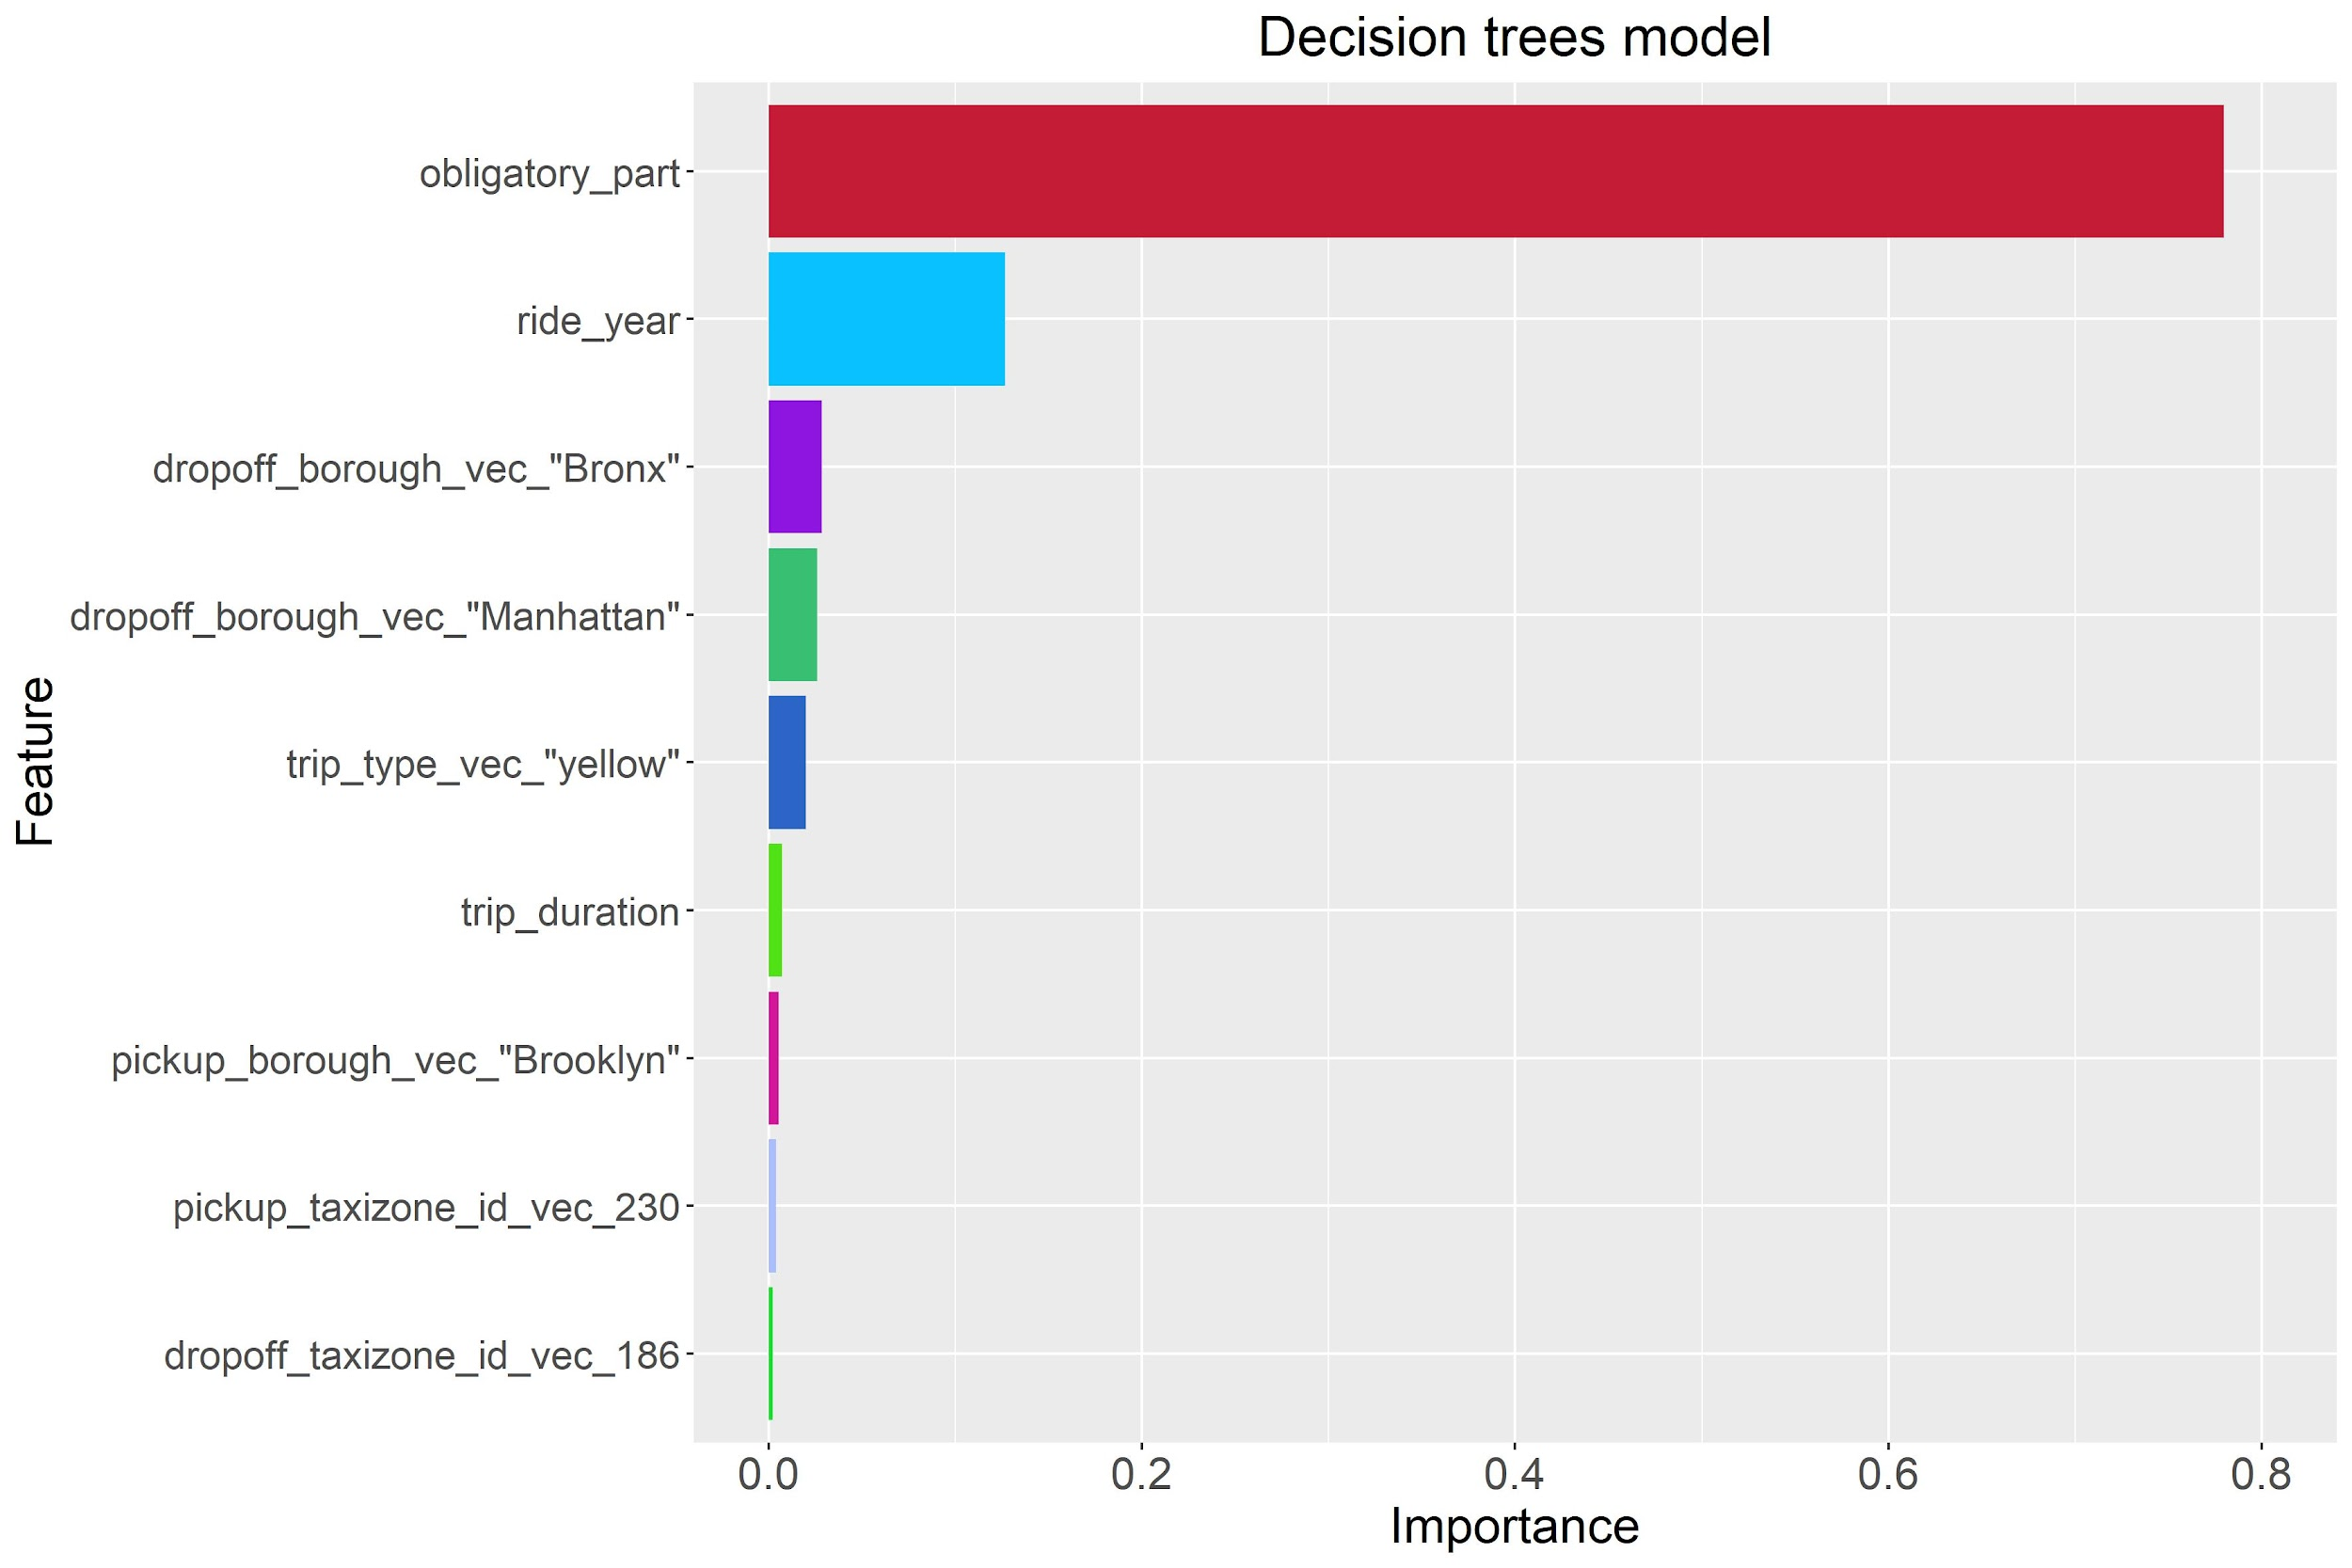 Decision trees model
Feature
obligatory_part
ride_year
dropoff_borough_vec_"Bronx"
dropoff_borough_vec_"Manhattan"
trip_type_vec_"yellow"
trip_duration
pickup_borough_vec_"Brooklyn"
pickup_taxizone_id_vec_230
dropoff_taxizone_id_vec_186
0.0 0.2 0.4 0.6 0.8
Importance